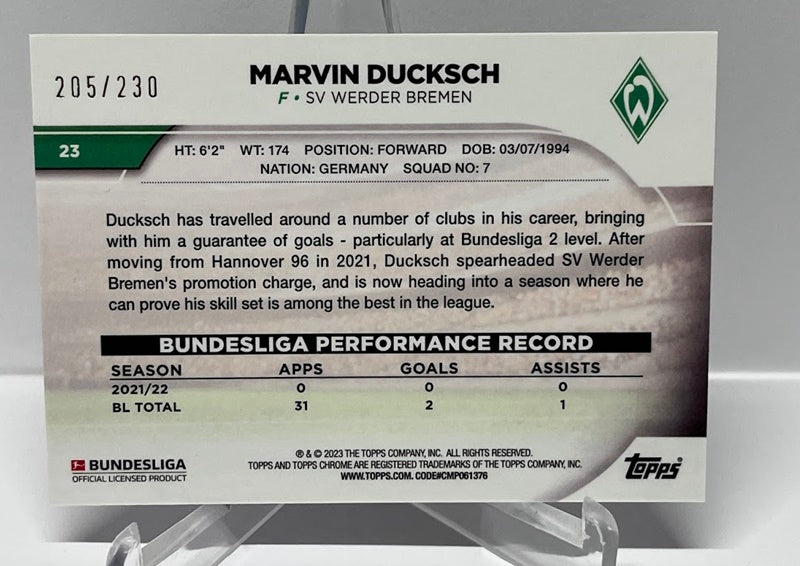 205/230
MARVIN DUCKSCH
F • SV WERDER BREMEN
W
23
HT: 6'2" WT: 174 POSITION: FORWARD DOB: 03/07/1994
NATION: GERMANY SQUAD NO: 7
Ducksch has travelled around a number of clubs in his career, bringing
with him a guarantee of goals - particularly at Bundesliga 2 level. After
moving from Hannover 96 in 2021, Ducksch spearheaded SV Werder
Bremen's promotion charge, and is now heading into a season where he
can prove his skill set is among the best in the league.
BUNDESLIGA PERFORMANCE RECORD
SEASON APPS GOALS ASSISTS
2021/22 0 0 0
BL TOTAL 31 2 1
BUNDESLIGA
OFFICIAL LICENSED PRODUCT
® & © 2023 THE TOPPS COMPANY, INC. ALL RIGHTS RESERVED.
TOPPS AND TOPPS CHROME ARE REGISTERED TRADEMARKS OF THE TOPPS COMPANY, INC.
WWW.TOPPS.COM. CODE#CMP061376
topps®